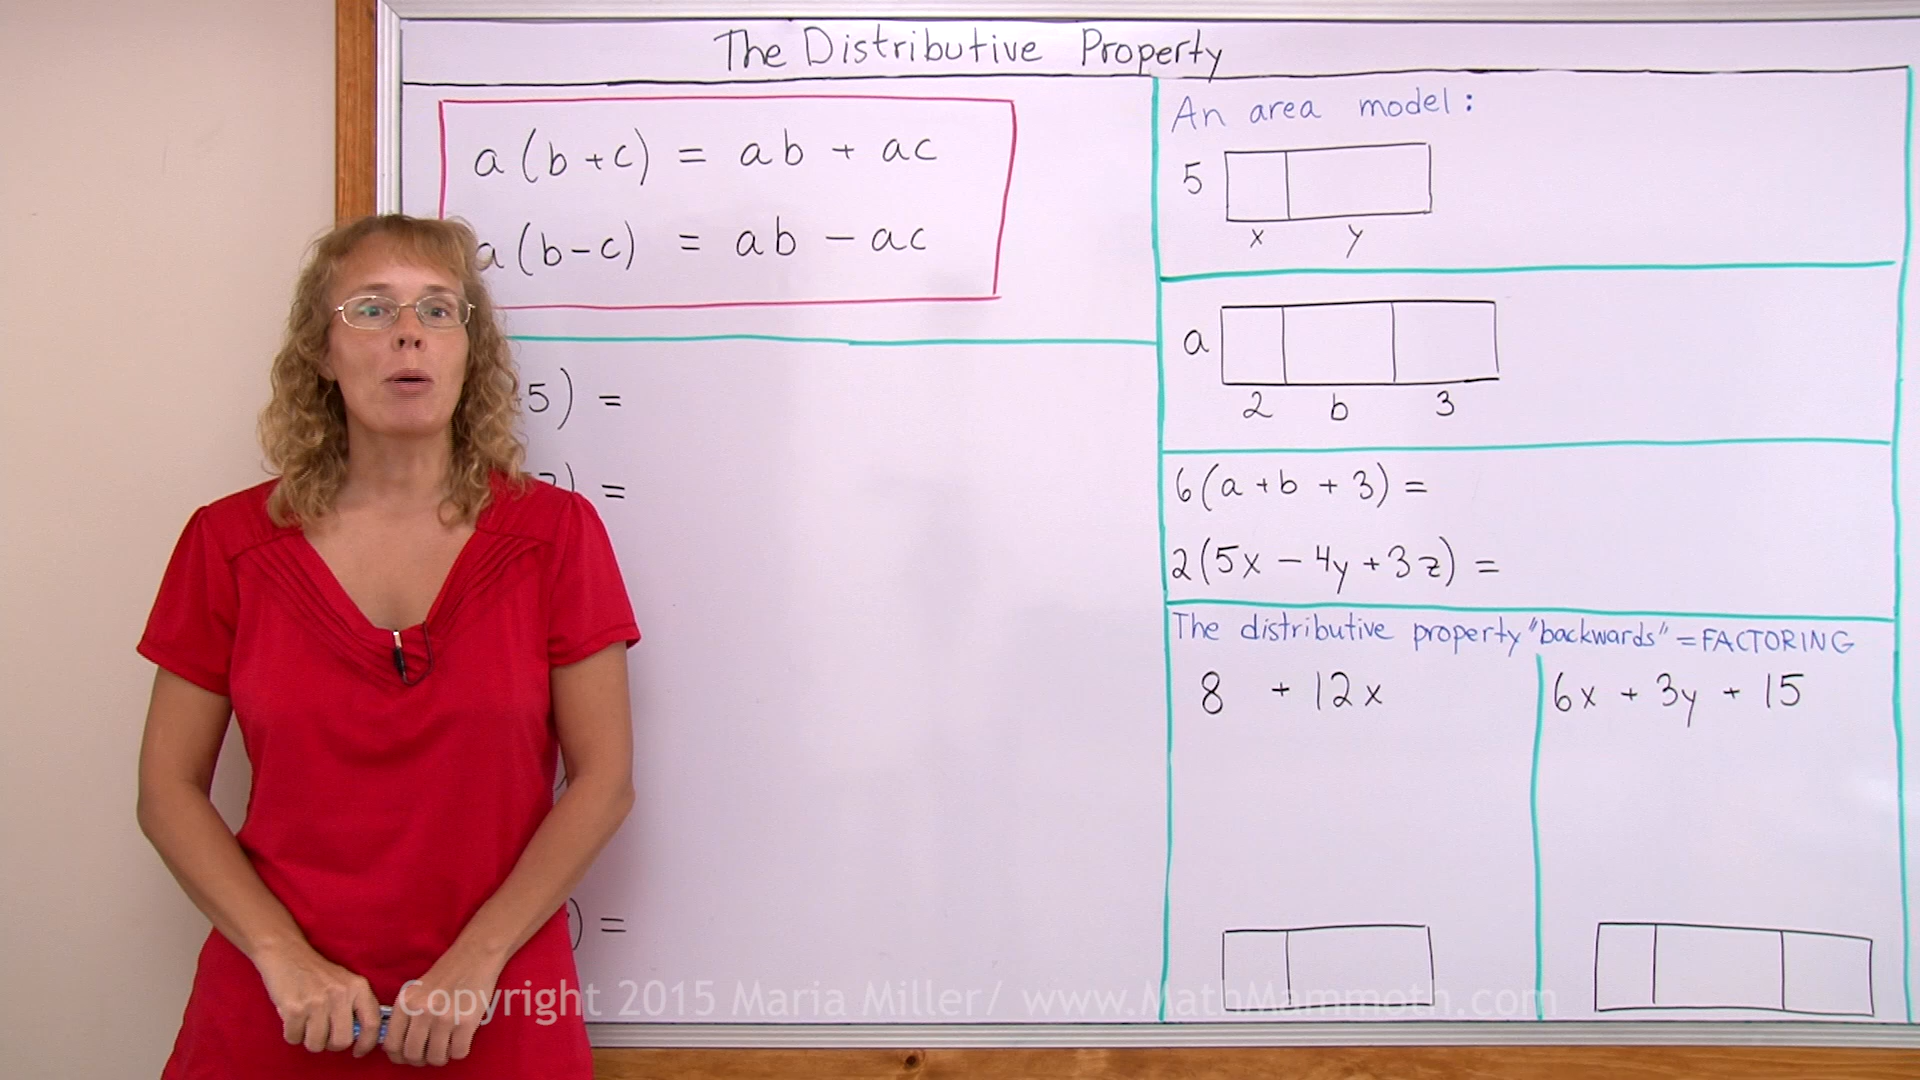 The Distributive Property
a(b+c) = ab + ac
a(b-c) = ab - ac
5) =
) =
) =
An area model:
5
x y
a
2 b 3
6(a+b+3) =
2(5x - 4y + 3z) =
The distributive property "backwards" = FACTORING
8 + 12x
6x + 3y + 15
Copyright 2015 Maria Miller/ www.MathMammoth.com